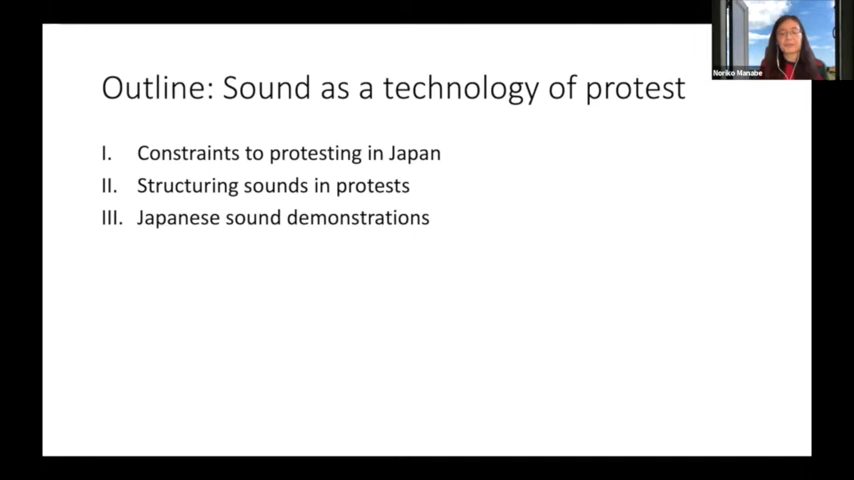 Outline: Sound as a technology of protest
Noriko Manabe
I. Constraints to protesting in Japan
II. Structuring sounds in protests
III. Japanese sound demonstrations